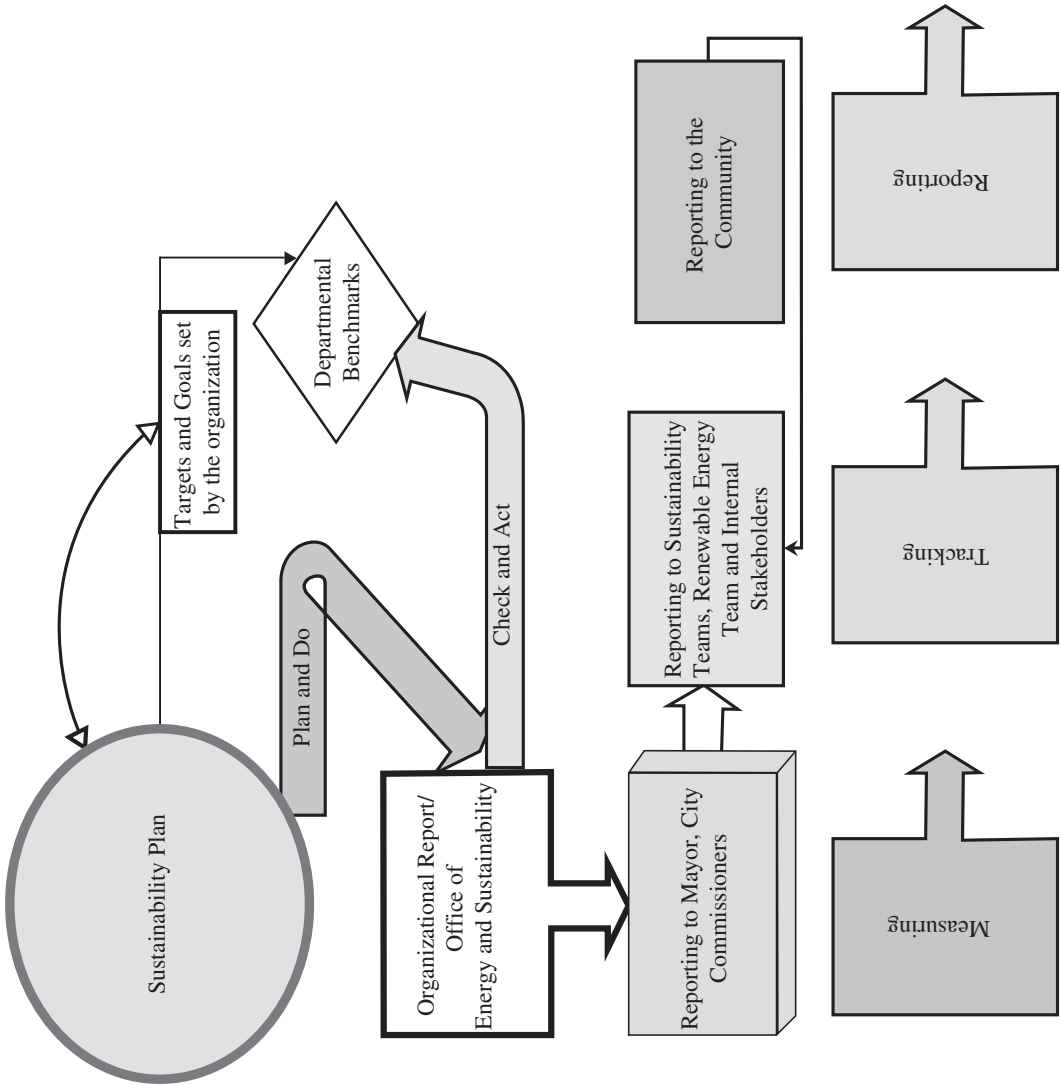 Sustainability Plan
Targets and Goals set
by the organization
Plan and Do
Departmental
Benchmarks
Organizational Report/
Office of
Energy and Sustainability
Check and Act
Reporting to Mayor, City
Commissioners
Reporting to Sustainability
Teams, Renewable Energy
Team and Internal
Stakeholders
Reporting to the
Community
Measuring
Tracking
Reporting